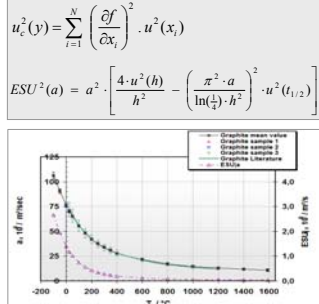 u_c^2(y) = \sum_{i=1}^{N} \left( \frac{\partial f}{\partial x_i} \right)^2 . u^2(x_i)
ESU^2(a) = a^2 \cdot \left[ \frac{4 \cdot u^2(h)}{h^2} - \left( \frac{\pi^2 \cdot a}{\ln(\frac{1}{4}) \cdot h^2} \right)^2 \cdot u^2(t_{1/2}) \right]
Graphite mean value
Graphite sample 1
Graphite sample 2
Graphite sample 3
Graphite Literature
125
100 4,0
75 3,0
50 2,0
25 1,0
0 0,0
-200 0 200 400 600 800 1000 1200 1400 1600
T / °C